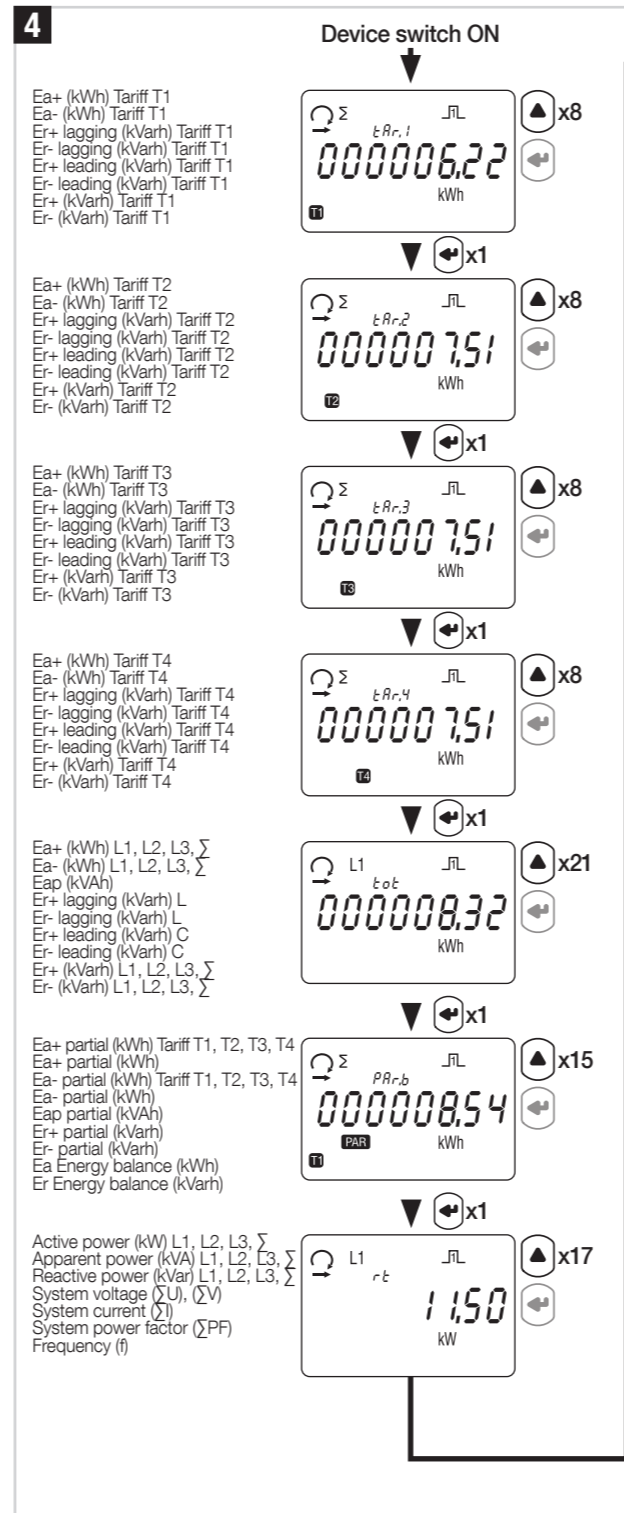 4
Device switch ON
Ea+ (kWh) Tariff T1
Ea- (kWh) Tariff T1
Er+ lagging (kVarh) Tariff T1
Er- lagging (kVarh) Tariff T1
Er+ leading (kVarh) Tariff T1
Er- leading (kVarh) Tariff T1
Er+ (kVarh) Tariff T1
Er- (kVarh) Tariff T1
Σ
tAr.1
000006,22
kWh
T1
x8
x1
Ea+ (kWh) Tariff T2
Ea- (kWh) Tariff T2
Er+ lagging (kVarh) Tariff T2
Er- lagging (kVarh) Tariff T2
Er+ leading (kVarh) Tariff T2
Er- leading (kVarh) Tariff T2
Er+ (kVarh) Tariff T2
Er- (kVarh) Tariff T2
Σ
tAr.2
000007,51
kWh
T2
x8
x1
Ea+ (kWh) Tariff T3
Ea- (kWh) Tariff T3
Er+ lagging (kVarh) Tariff T3
Er- lagging (kVarh) Tariff T3
Er+ leading (kVarh) Tariff T3
Er- leading (kVarh) Tariff T3
Er+ (kVarh) Tariff T3
Er- (kVarh) Tariff T3
Σ
tAr.3
000007,51
kWh
T3
x8
x1
Ea+ (kWh) Tariff T4
Ea- (kWh) Tariff T4
Er+ lagging (kVarh) Tariff T4
Er- lagging (kVarh) Tariff T4
Er+ leading (kVarh) Tariff T4
Er- leading (kVarh) Tariff T4
Er+ (kVarh) Tariff T4
Er- (kVarh) Tariff T4
Σ
tAr.4
000007,51
kWh
T4
x8
x1
Ea+ (kWh) L1, L2, L3, ∑
Ea- (kWh) L1, L2, L3, ∑
Eap (kVAh)
Er+ lagging (kVarh) L
Er- lagging (kVarh) L
Er+ leading (kVarh) C
Er- leading (kVarh) C
Er+ (kVarh) L1, L2, L3, ∑
Er- (kVarh) L1, L2, L3, ∑
L1
tot
000008,32
kWh
x21
x1
Ea+ partial (kWh) Tariff T1, T2, T3, T4
Ea+ partial (kWh)
Ea- partial (kWh) Tariff T1, T2, T3, T4
Ea- partial (kWh)
Eap partial (kVAh)
Er+ partial (kVarh)
Er- partial (kVarh)
Ea Energy balance (kWh)
Er Energy balance (kVarh)
Σ
PAr.b
000008,54
PAR kWh
T1
x15
x1
Active power (kW) L1, L2, L3, ∑
Apparent power (kVA) L1, L2, L3, ∑
Reactive power (kVar) L1, L2, L3, ∑
System voltage (∑U), (∑V)
System current (∑I)
System power factor (∑PF)
Frequency (f)
L1
rt
11,50
kW
x17